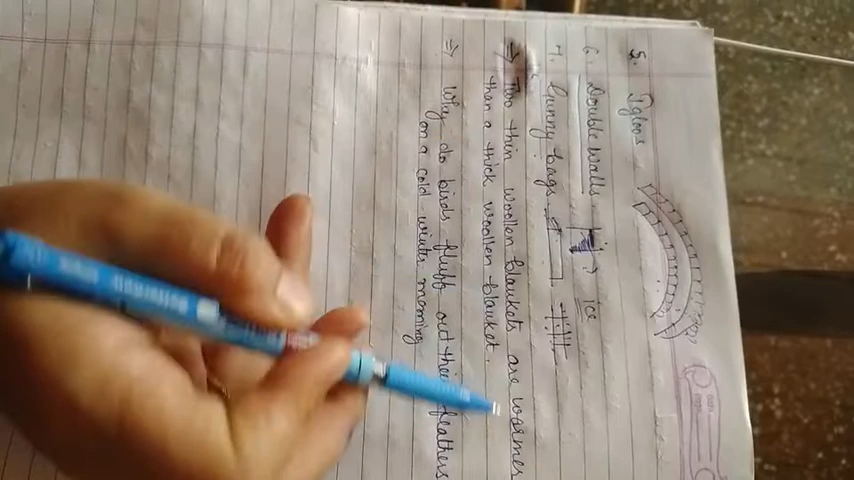 5. Igloos
6. Double Walls
ice
7. Gunny bags.
⇒ Two thin woollen blankets are warmer
than a thick woollen blanket.
⇒ Why do birds fluff out their feathers
on a cold winter morning